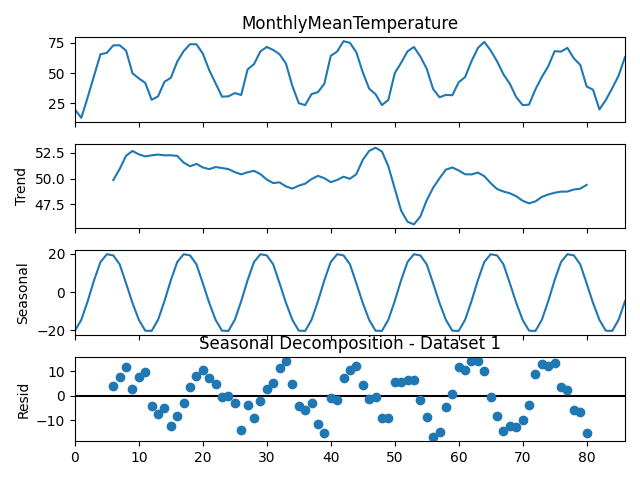 MonthlyMeanTemperature
75
50
25
Trend
52.5
50.0
47.5
Seasonal
20
0
−20
Seasonal Decomposition - Dataset 1
Resid
10
0
−10
0 10 20 30 40 50 60 70 80